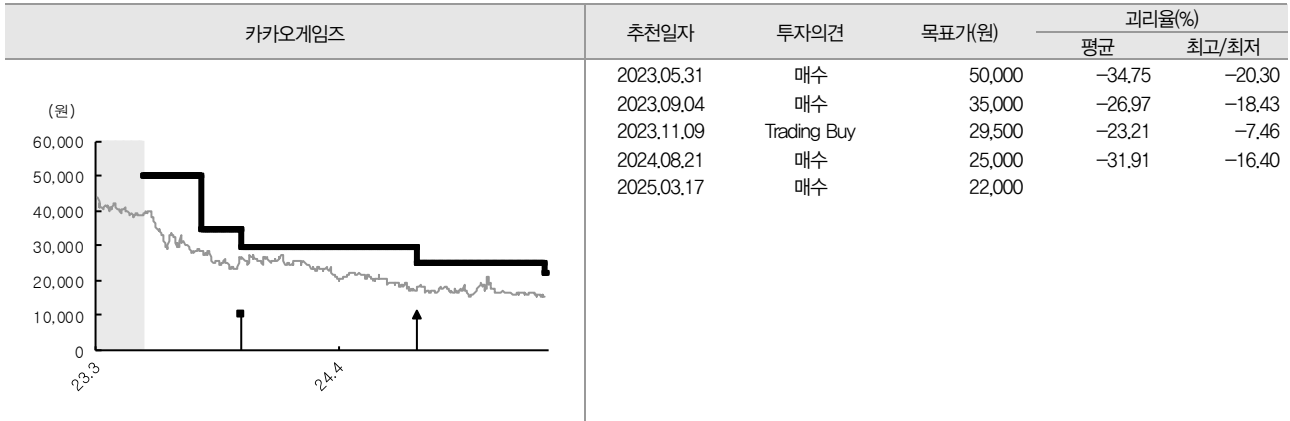 카카오게임즈
추천일자 투자의견 목표가(원) 괴리율(%)
평균 최고/최저
2023.05.31 매수 50,000 -34.75 -20.30
2023.09.04 매수 35,000 -26.97 -18.43
2023.11.09 Trading Buy 29,500 -23.21 -7.46
2024.08.21 매수 25,000 -31.91 -16.40
2025.03.17 매수 22,000
(원)
60,000
50,000
40,000
30,000
20,000
10,000
0
23.3 24.4